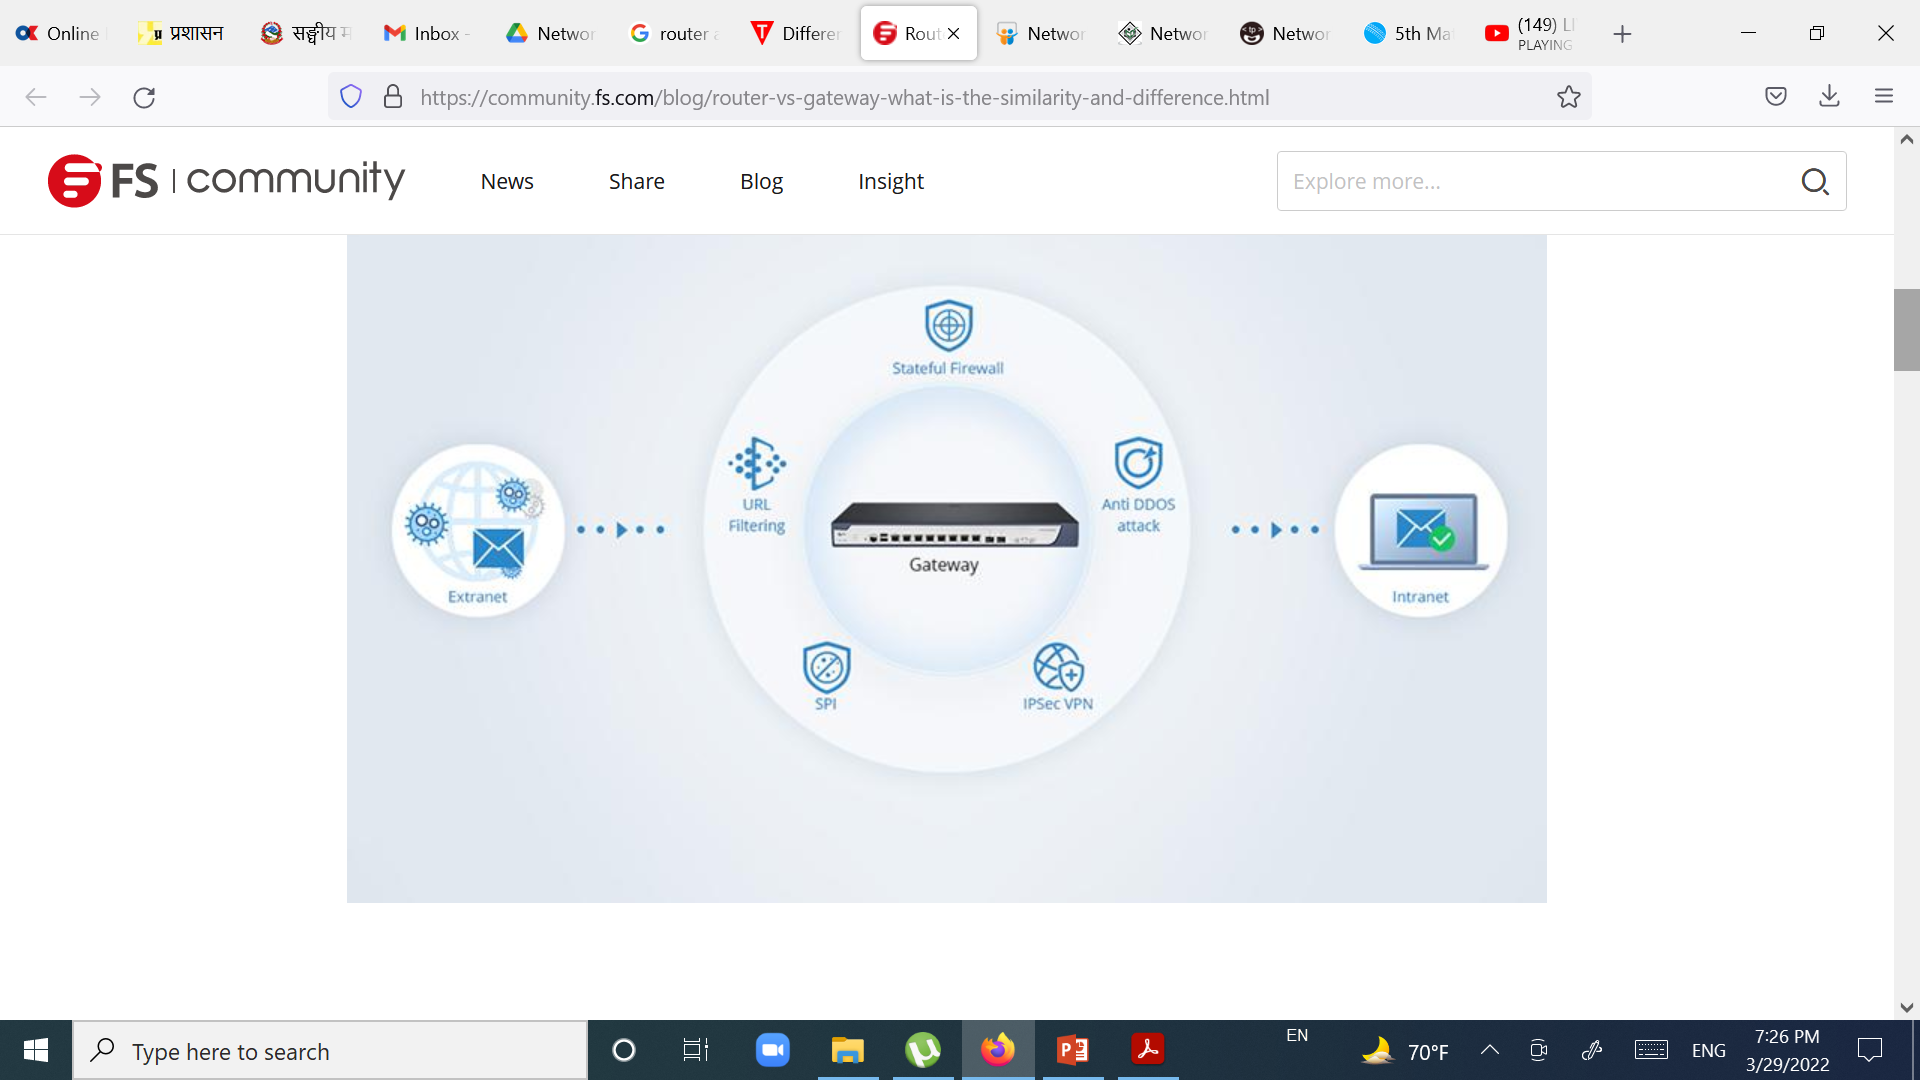 Online
प्रशासन
सङ्घीय म
Inbox -
Networ
router a
Differer
Rout
Networ
Networ
Networ
5th Ma
(149) LI
PLAYING
https://community.fs.com/blog/router-vs-gateway-what-is-the-similarity-and-difference.html
FS | community
News
Share
Blog
Insight
Explore more...
Stateful Firewall
URL
Filtering
Anti DDOS
attack
Gateway
Extranet
Intranet
SPI
IPSec VPN
Type here to search
EN
70°F
ENG
7:26 PM
3/29/2022